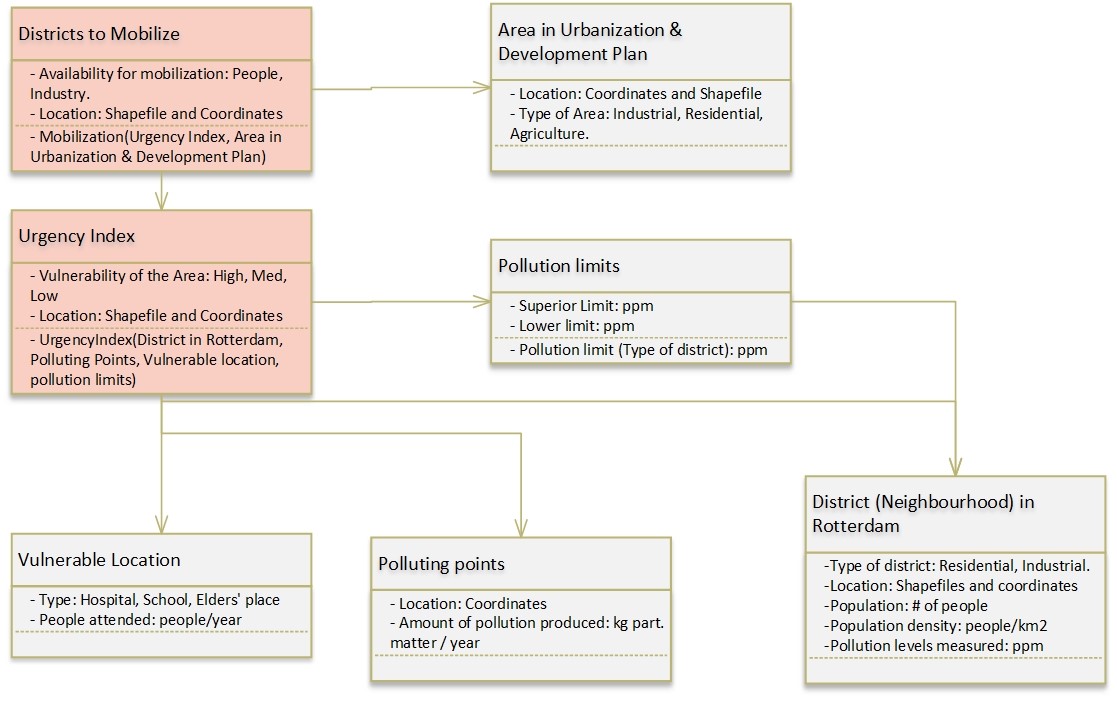 Districts to Mobilize
- Availability for mobilization: People,
Industry.
- Location: Shapefile and Coordinates
- Mobilization(Urgency Index, Area in
Urbanization & Development Plan)
Area in Urbanization &
Development Plan
- Location: Coordinates and Shapefile
- Type of Area: Industrial, Residential,
Agriculture.
Urgency Index
- Vulnerability of the Area: High, Med,
Low
- Location: Shapefile and Coordinates
- UrgencyIndex(District in Rotterdam,
Polluting Points, Vulnerable location,
pollution limits)
Pollution limits
- Superior Limit: ppm
- Lower limit: ppm
- Pollution limit (Type of district): ppm
Vulnerable Location
- Type: Hospital, School, Elders' place
- People attended: people/year
Polluting points
- Location: Coordinates
- Amount of pollution produced: kg part.
matter / year
District (Neighbourhood) in
Rotterdam
-Type of district: Residential, Industrial.
-Location: Shapefiles and coordinates
-Population: # of people
-Population density: people/km2
-Pollution levels measured: ppm